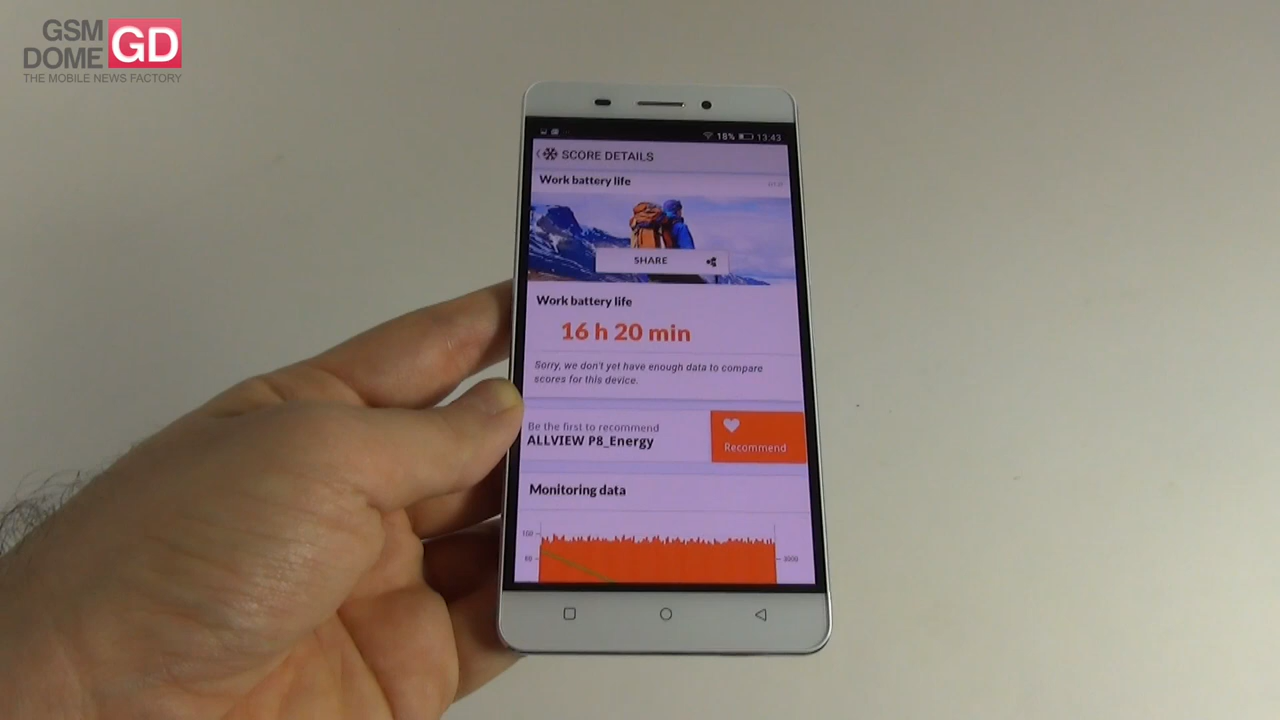 GSM
DOME GD
THE MOBILE NEWS FACTORY
18% 13:43
SCORE DETAILS
Work battery life
SHARE
Work battery life
16 h 20 min
Sorry, we don't yet have enough data to compare
scores for this device.
Be the first to recommend
ALLVIEW P8_Energy
Recommend
Monitoring data
3000